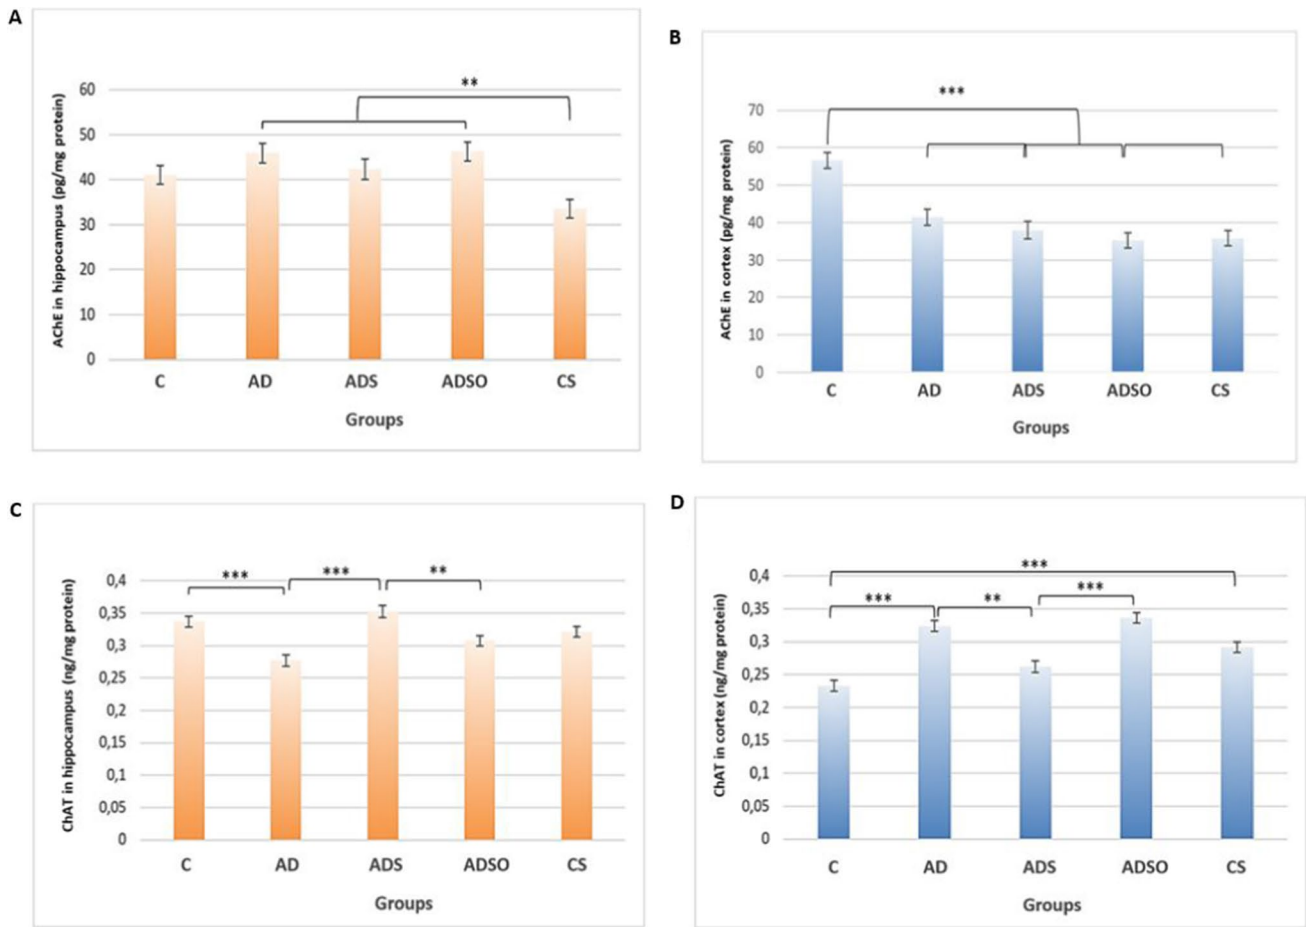 A
**
AChE in hippocampus (pg/mg protein)
60
50
40
30
20
10
0
C AD ADS ADSO CS
Groups
B
***
AChE in cortex (pg/mg protein)
70
60
50
40
30
20
10
0
C AD ADS ADSO CS
Groups
C
*** *** **
ChAT in hippocampus (ng/mg protein)
0,4
0,35
0,3
0,25
0,2
0,15
0,1
0,05
0
C AD ADS ADSO CS
Groups
D
***
*** ** ***
ChAT in cortex (ng/mg protein)
0,4
0,35
0,3
0,25
0,2
0,15
0,1
0,05
0
C AD ADS ADSO CS
Groups